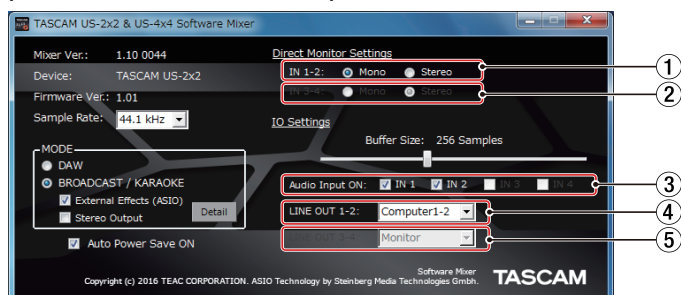 TASCAM US-2x2 & US-4x4 Software Mixer
Mixer Ver.: 1.10 0044
Direct Monitor Settings
Device: TASCAM US-2x2
IN 1-2: Mono Stereo
1
IN 3-4: Mono Stereo
2
Firmware Ver.: 1.01
Sample Rate: 44.1 kHz
IO Settings
Buffer Size: 256 Samples
MODE
DAW
BROADCAST / KARAOKE
External Effects (ASIO)
Stereo Output
Detail
Audio Input ON: IN 1 IN 2 IN 3 IN 4
3
LINE OUT 1-2: Computer1-2
4
LINE OUT 3-4: Monitor
5
Auto Power Save ON
Software Mixer
Copyright (c) 2016 TEAC CORPORATION. ASIO Technology by Steinberg Media Technologies Gmbh.
TASCAM